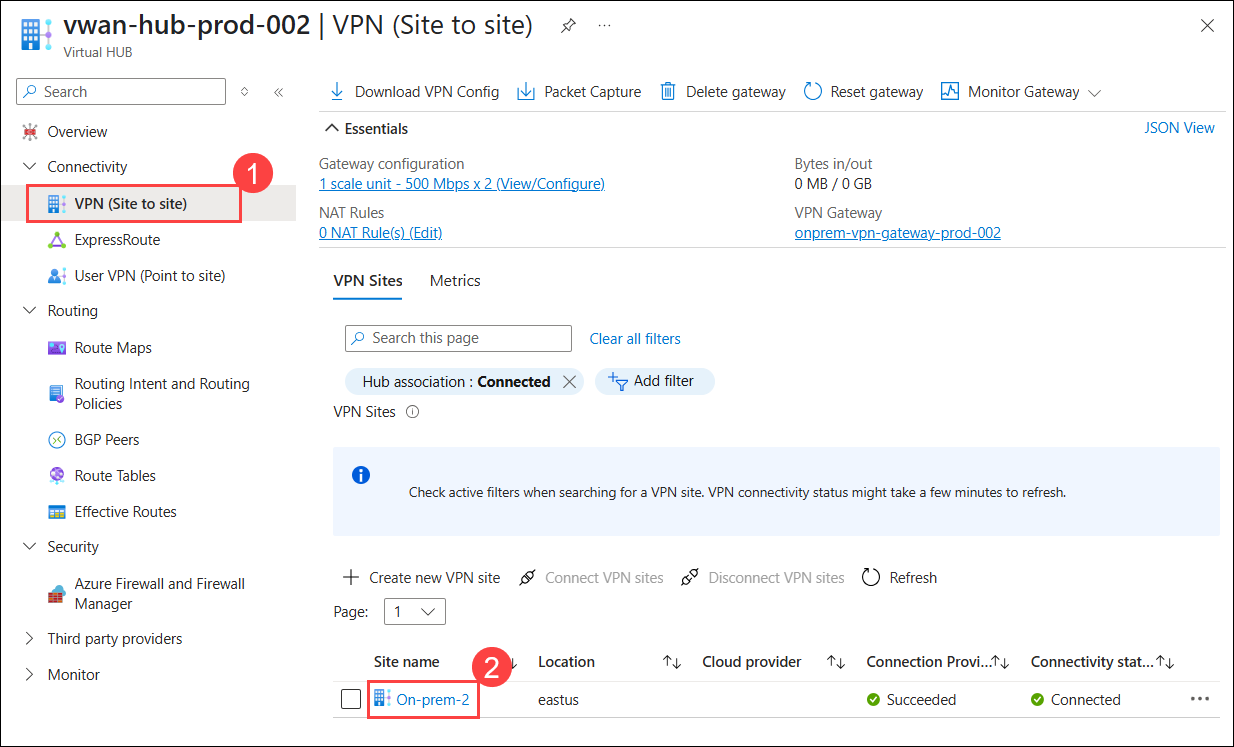 vwan-hub-prod-002 | VPN (Site to site) ...
Virtual HUB
Search
Overview
Connectivity
1
VPN (Site to site)
ExpressRoute
User VPN (Point to site)
Routing
Route Maps
Routing Intent and Routing
Policies
BGP Peers
Route Tables
Effective Routes
Security
Azure Firewall and Firewall
Manager
Third party providers
Monitor
Download VPN Config Packet Capture Delete gateway Reset gateway Monitor Gateway
Essentials JSON View
Gateway configuration
1 scale unit - 500 Mbps x 2 (View/Configure)
NAT Rules
0 NAT Rule(s) (Edit)
Bytes in/out
0 MB / 0 GB
VPN Gateway
onprem-vpn-gateway-prod-002
VPN Sites Metrics
Search this page Clear all filters
Hub association : Connected Add filter
VPN Sites
Check active filters when searching for a VPN site. VPN connectivity status might take a few minutes to refresh.
Create new VPN site Connect VPN sites Disconnect VPN sites Refresh
Page: 1
Site name 2 Location Cloud provider Connection Provi... Connectivity stat...
On-prem-2 eastus Succeeded Connected ...